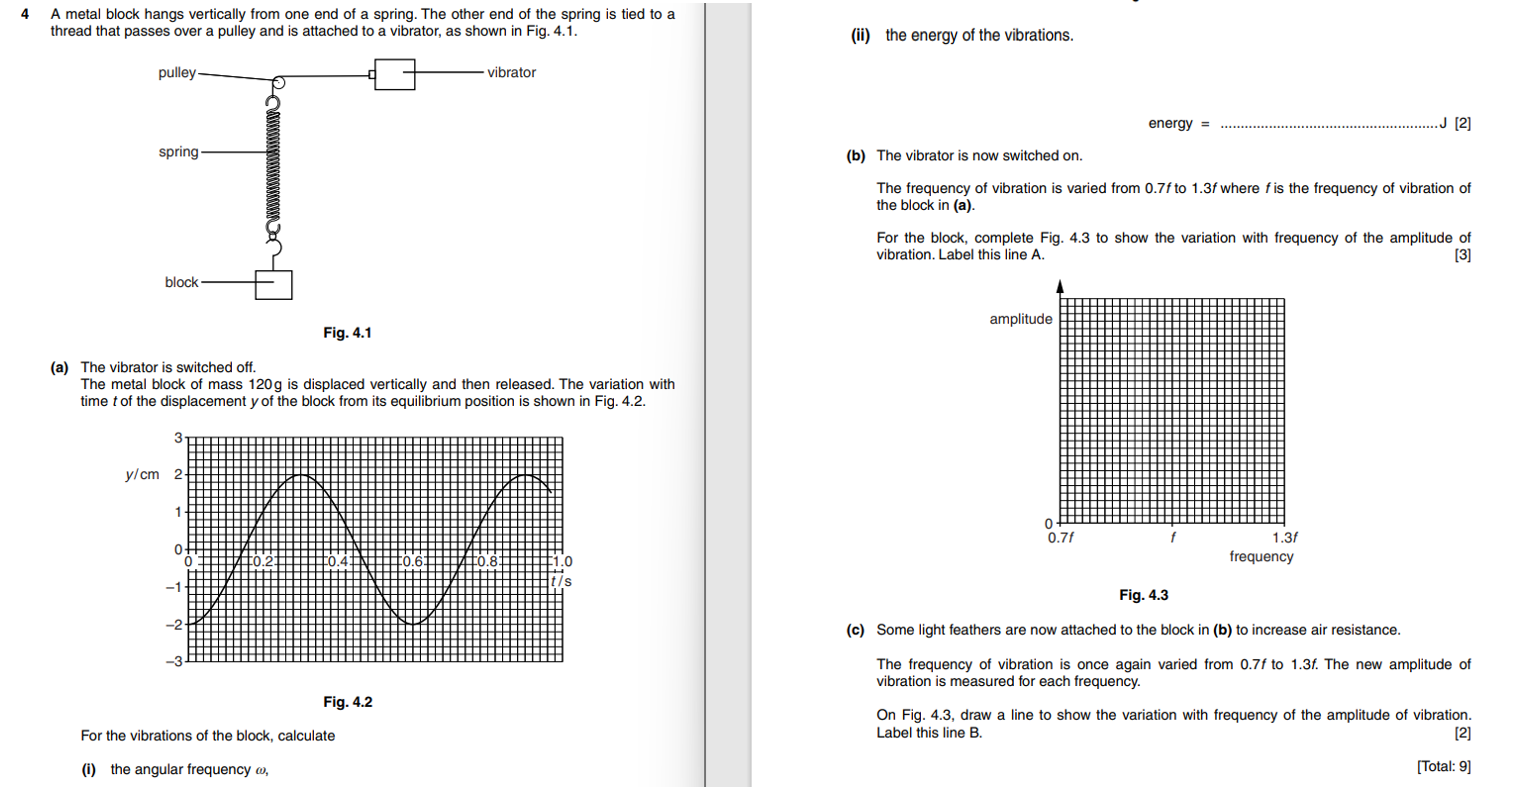 4 A metal block hangs vertically from one end of a spring. The other end of the spring is tied to a
thread that passes over a pulley and is attached to a vibrator, as shown in Fig. 4.1.
pulley
vibrator
spring
block
Fig. 4.1
(a) The vibrator is switched off.
The metal block of mass 120 g is displaced vertically and then released. The variation with
time t of the displacement y of the block from its equilibrium position is shown in Fig. 4.2.
3
y/cm 2
1
0
0 0.2 0.4 0.6 0.8 1.0
t/s
–1
–2
–3
Fig. 4.2
For the vibrations of the block, calculate
(i) the angular frequency ω,
(ii) the energy of the vibrations.
energy = ...................................................... J [2]
(b) The vibrator is now switched on.
The frequency of vibration is varied from 0.7f to 1.3f where f is the frequency of vibration of
the block in (a).
For the block, complete Fig. 4.3 to show the variation with frequency of the amplitude of
vibration. Label this line A. [3]
amplitude
0
0.7f f 1.3f
frequency
Fig. 4.3
(c) Some light feathers are now attached to the block in (b) to increase air resistance.
The frequency of vibration is once again varied from 0.7f to 1.3f. The new amplitude of
vibration is measured for each frequency.
On Fig. 4.3, draw a line to show the variation with frequency of the amplitude of vibration.
Label this line B. [2]
[Total: 9]